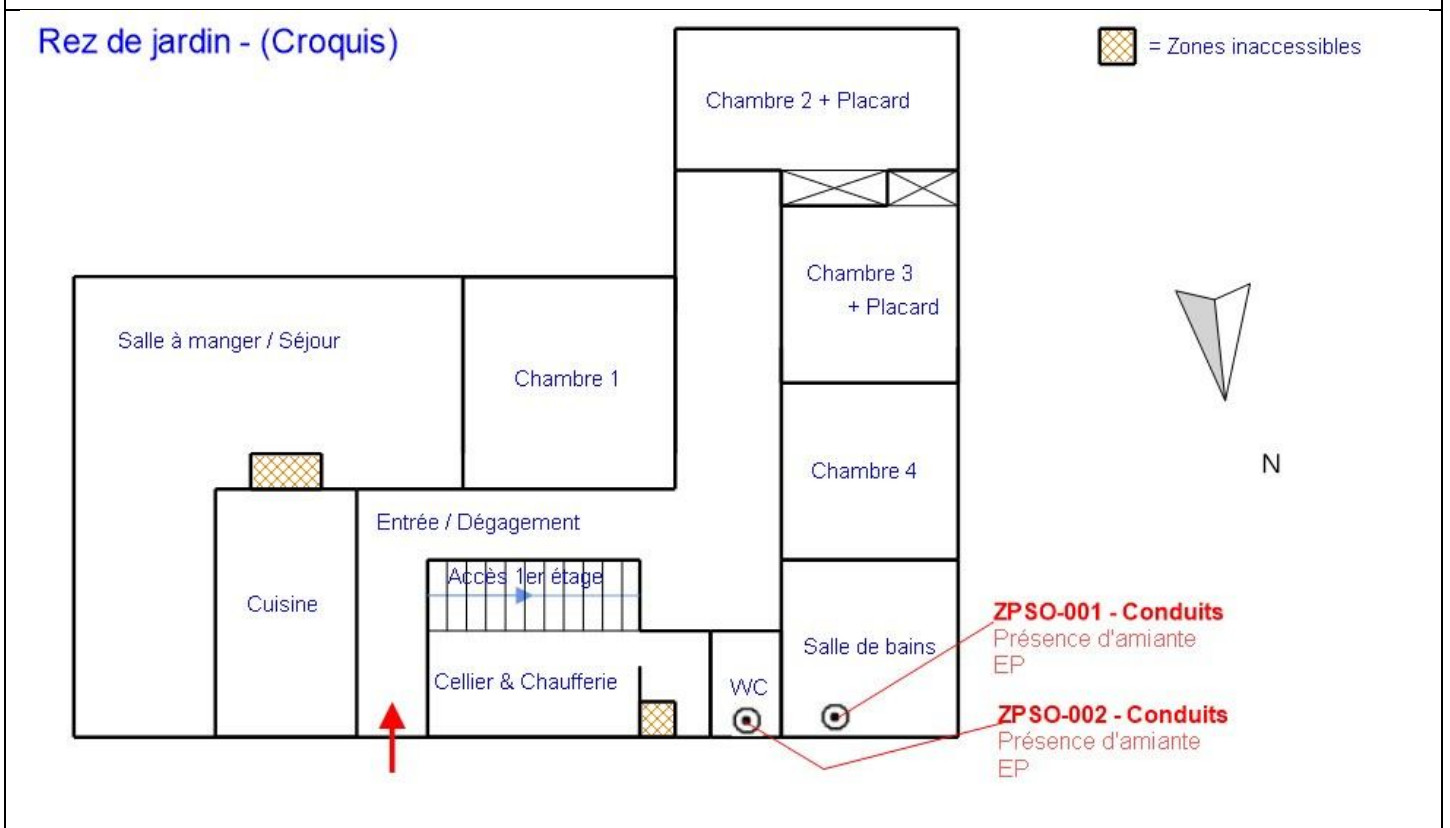 Rez de jardin - (Croquis)
= Zones inaccessibles
Chambre 2 + Placard
Chambre 3
+ Placard
Salle à manger / Séjour
Chambre 1
Chambre 4
N
Entrée / Dégagement
Accès 1er étage
Cuisine
Salle de bains
Cellier & Chaufferie
WC
ZPSO-001 - Conduits
Présence d'amiante
EP
ZPSO-002 - Conduits
Présence d'amiante
EP